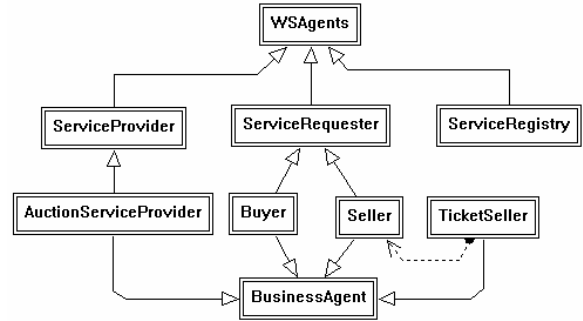 WSAgents
ServiceProvider
ServiceRequester
ServiceRegistry
AuctionServiceProvider
Buyer
Seller
TicketSeller
BusinessAgent